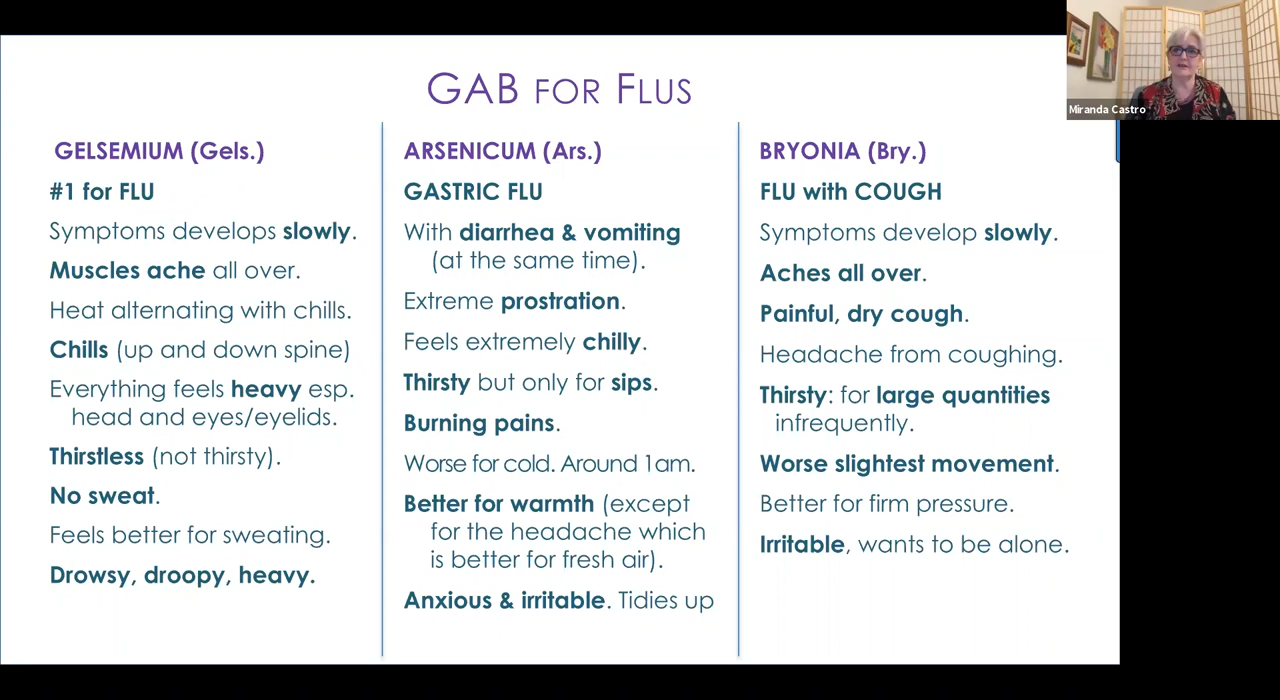 GAB FOR FLUS
Miranda Castro
GELSEMIUM (Gels.)
#1 for FLU
Symptoms develops slowly.
Muscles ache all over.
Heat alternating with chills.
Chills (up and down spine)
Everything feels heavy esp.
head and eyes/eyelids.
Thirstless (not thirsty).
No sweat.
Feels better for sweating.
Drowsy, droopy, heavy.
ARSENICUM (Ars.)
GASTRIC FLU
With diarrhea & vomiting
(at the same time).
Extreme prostration.
Feels extremely chilly.
Thirsty but only for sips.
Burning pains.
Worse for cold. Around 1am.
Better for warmth (except
for the headache which
is better for fresh air).
Anxious & irritable. Tidies up
BRYONIA (Bry.)
FLU with COUGH
Symptoms develop slowly.
Aches all over.
Painful, dry cough.
Headache from coughing.
Thirsty: for large quantities
infrequently.
Worse slightest movement.
Better for firm pressure.
Irritable, wants to be alone.